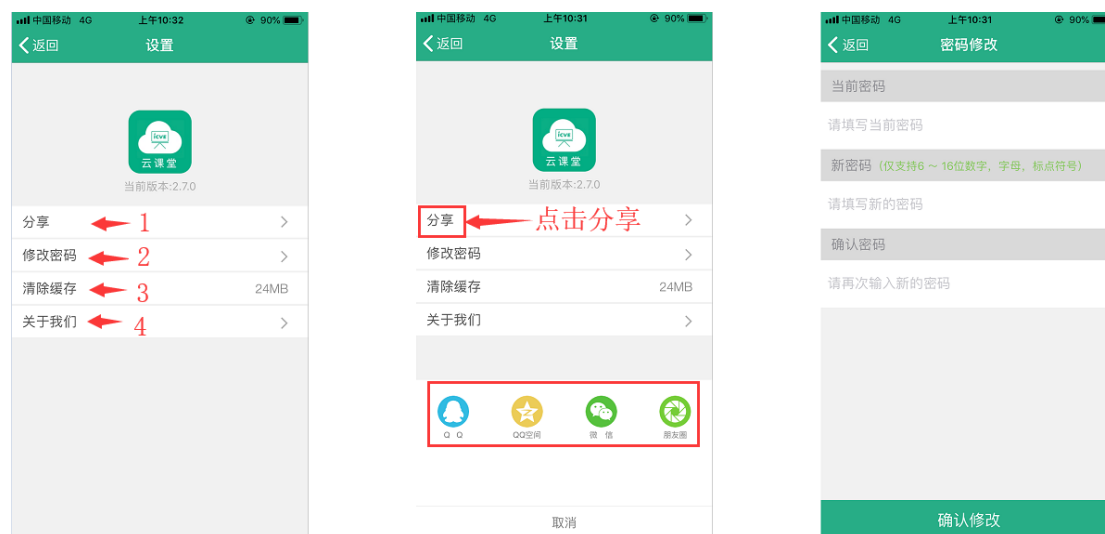 中国移动 4G 上午10:32 90%
返回 设置
icve
云课堂
当前版本:2.7.0
分享 1
修改密码 2
清除缓存 3 24MB
关于我们 4
中国移动 4G 上午10:31 90%
返回 设置
icve
云课堂
当前版本:2.7.0
分享 点击分享
修改密码
清除缓存 24MB
关于我们
QQ QQ空间 微信 朋友圈
取消
中国移动 4G 上午10:31 90%
返回 密码修改
当前密码
请填写当前密码
新密码（仅支持6～16位数字，字母，标点符号）
请填写新的密码
确认密码
请再次输入新的密码
确认修改